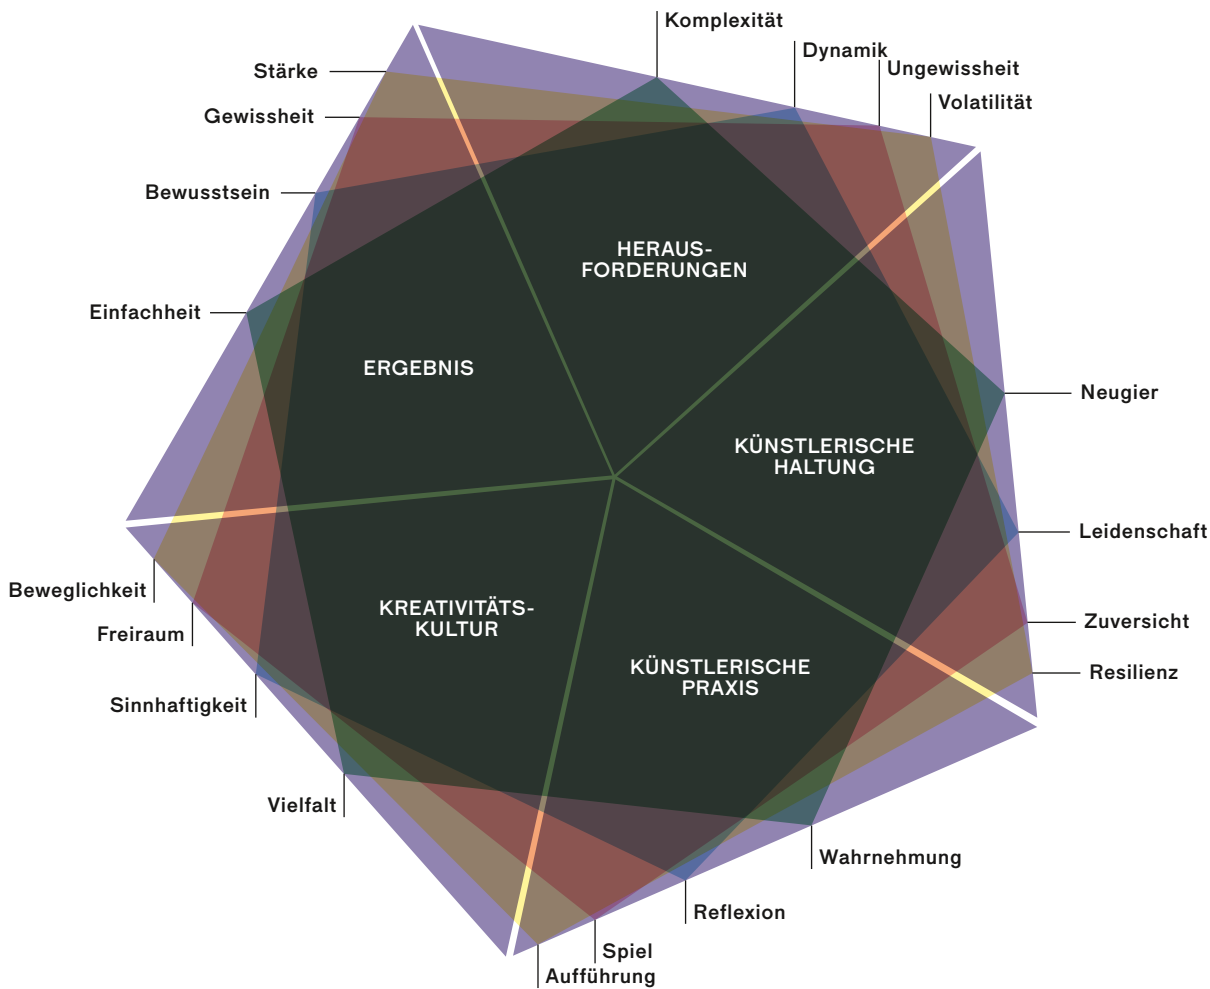 Komplexität
Dynamik
Ungewissheit
Volatilität
Stärke
Gewissheit
Bewusstsein
Einfachheit
HERAUS-
FORDERUNGEN
ERGEBNIS
KÜNSTLERISCHE
HALTUNG
KREATIVITÄTS-
KULTUR
KÜNSTLERISCHE
PRAXIS
Neugier
Leidenschaft
Zuversicht
Resilienz
Beweglichkeit
Freiraum
Sinnhaftigkeit
Vielfalt
Wahrnehmung
Reflexion
Spiel
Aufführung